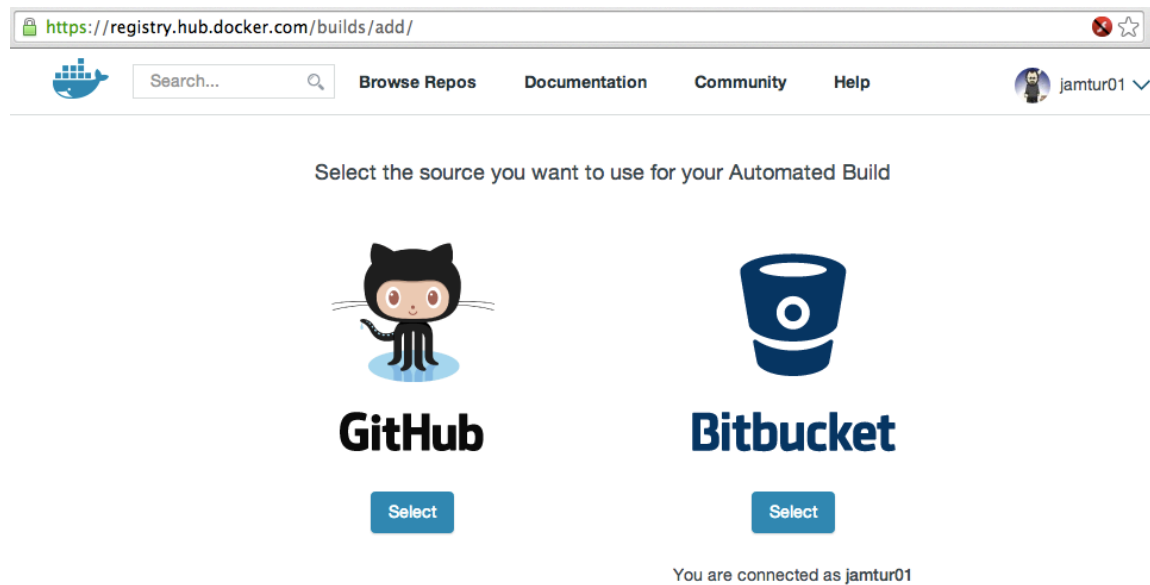 https://registry.hub.docker.com/builds/add/
Search... Browse Repos Documentation Community Help jamtur01
Select the source you want to use for your Automated Build
GitHub Bitbucket
Select Select
You are connected as jamtur01